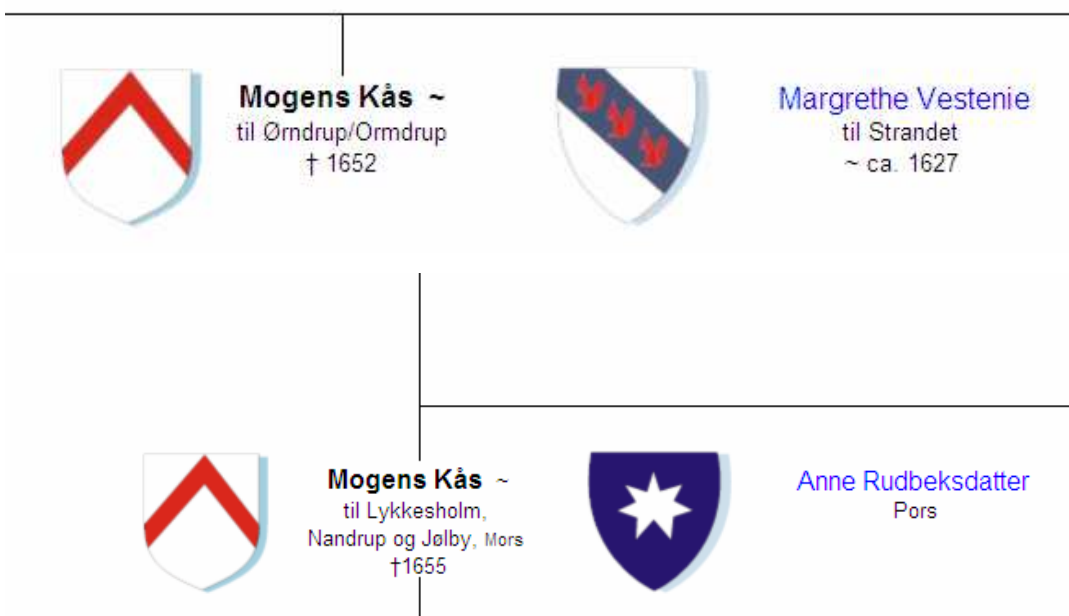 Mogens Kås ~
til Ørndrup/Ormdrup
† 1652
Margrethe Vestenie
til Strandet
~ ca. 1627
Mogens Kås ~
til Lykkesholm,
Nandrup og Jølby, Mors
†1655
Anne Rudbeksdatter
Pors